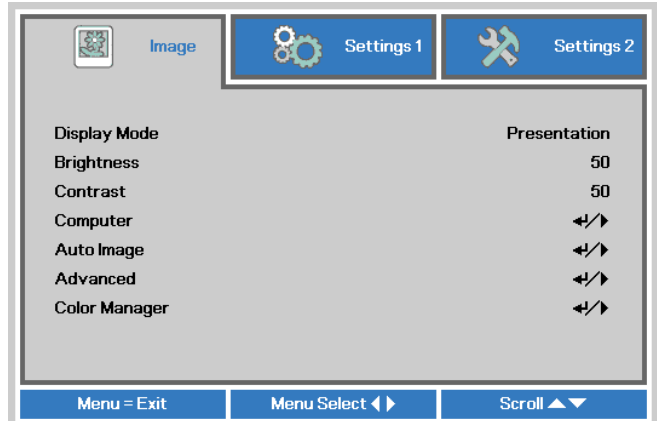 Image Settings 1 Settings 2
Display Mode Presentation
Brightness 50
Contrast 50
Computer
Auto Image
Advanced
Color Manager
Menu = Exit Menu Select Scroll